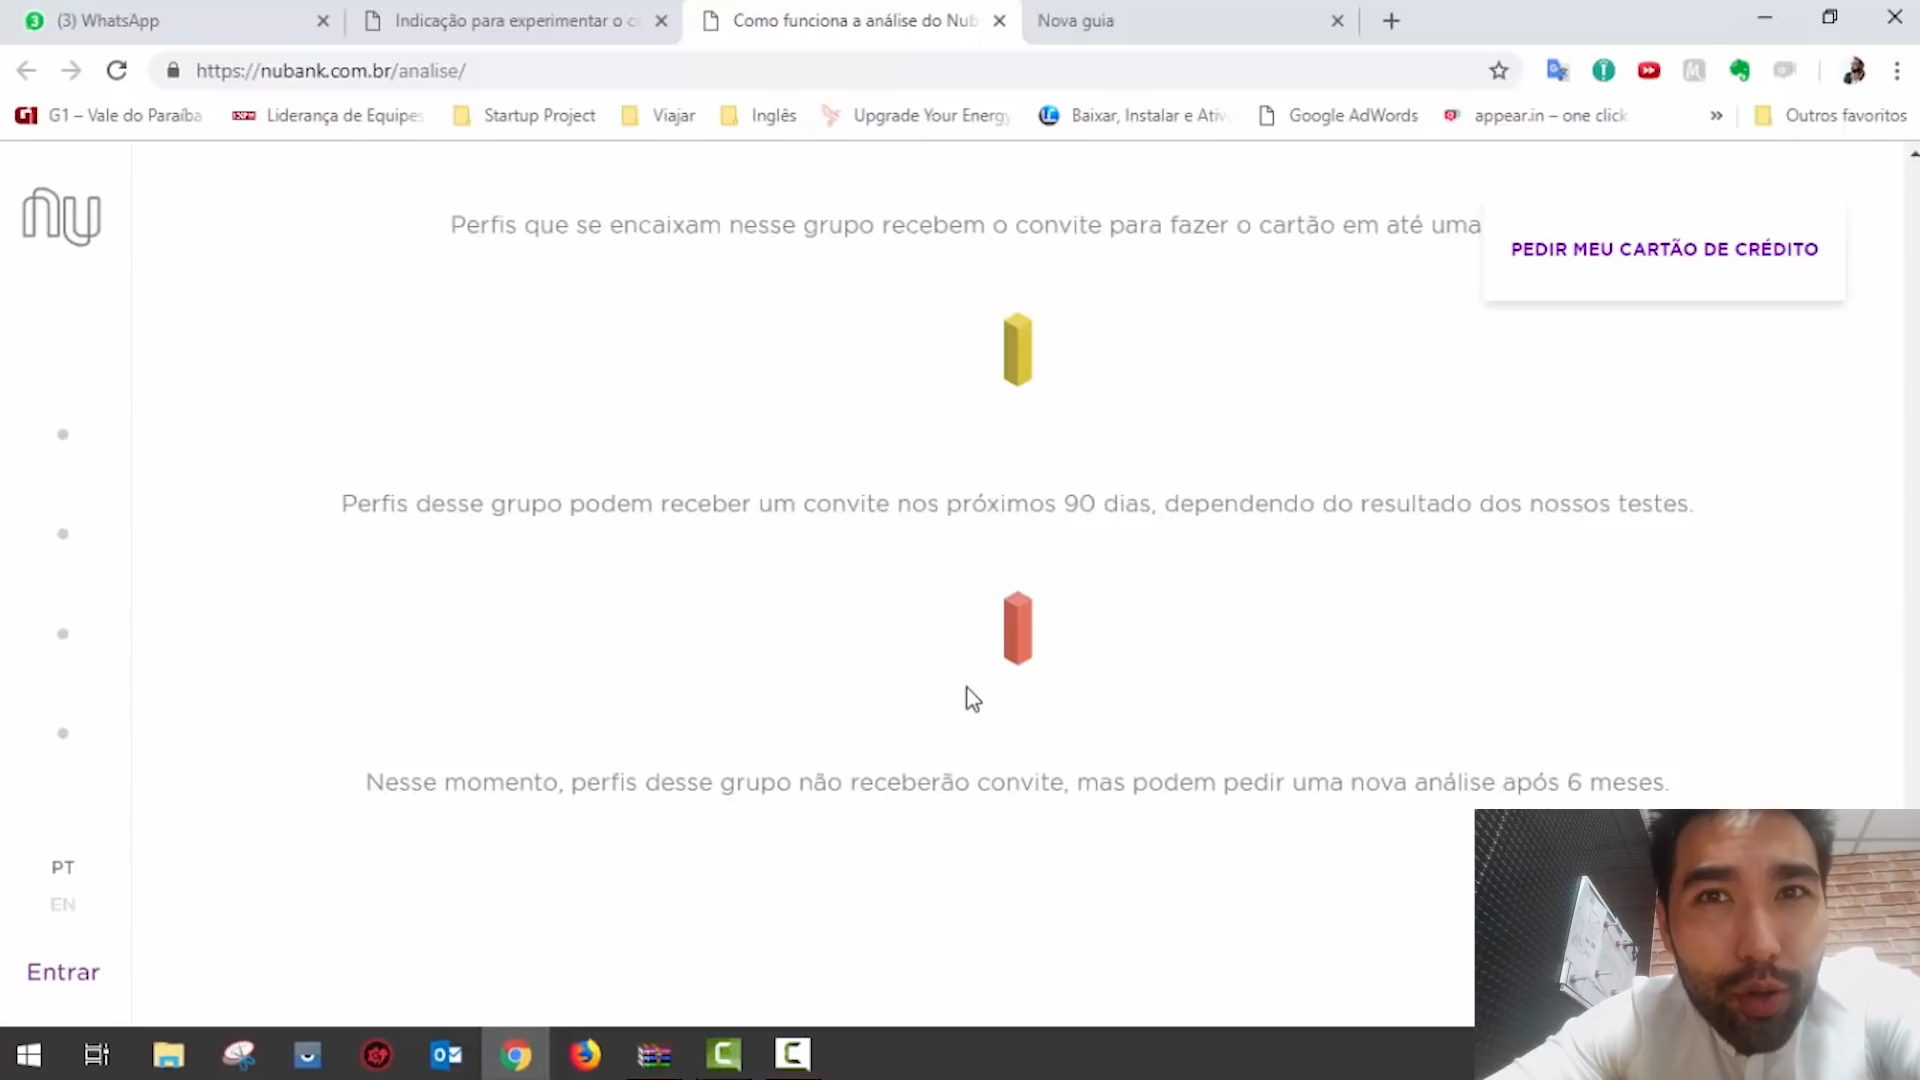 3
(3) WhatsApp
Indicação para experimentar o c
Como funciona a análise do Nub
Nova guia
https://nubank.com.br/analise/
G1 – Vale do Paraíba
Liderança de Equipes
Startup Project
Viajar
Inglês
Upgrade Your Energy
Baixar, Instalar e Ativ
Google AdWords
appear.in – one click
»
Outros favoritos
nu
Perfis que se encaixam nesse grupo recebem o convite para fazer o cartão em até uma
PEDIR MEU CARTÃO DE CRÉDITO
Perfis desse grupo podem receber um convite nos próximos 90 dias, dependendo do resultado dos nossos testes.
Nesse momento, perfis desse grupo não receberão convite, mas podem pedir uma nova análise após 6 meses.
PT
EN
Entrar